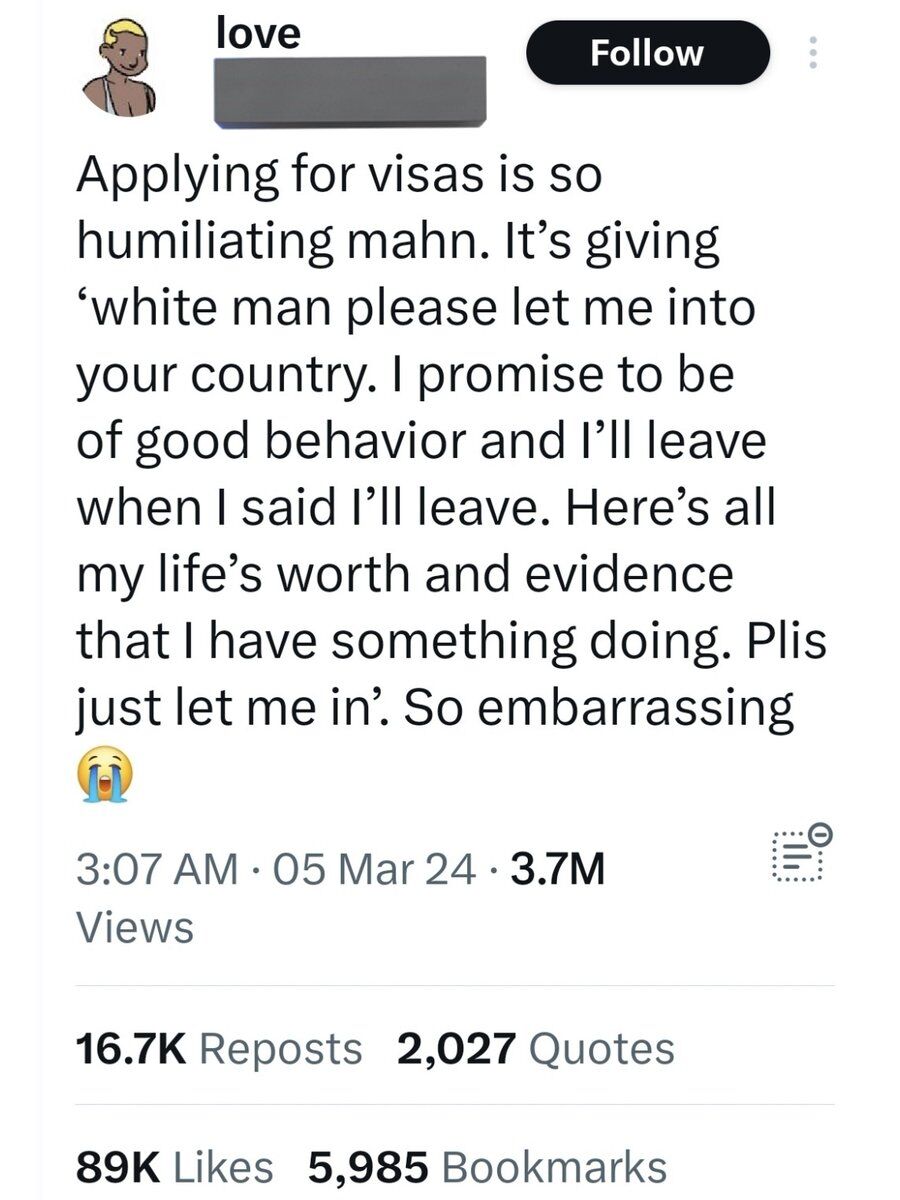 love
Follow
Applying for visas is so
humiliating mahn. It’s giving
‘white man please let me into
your country. I promise to be
of good behavior and I’ll leave
when I said I’ll leave. Here’s all
my life’s worth and evidence
that I have something doing. Plis
just let me in’. So embarrassing
😭
3:07 AM · 05 Mar 24 · 3.7M
Views
16.7K Reposts 2,027 Quotes
89K Likes 5,985 Bookmarks